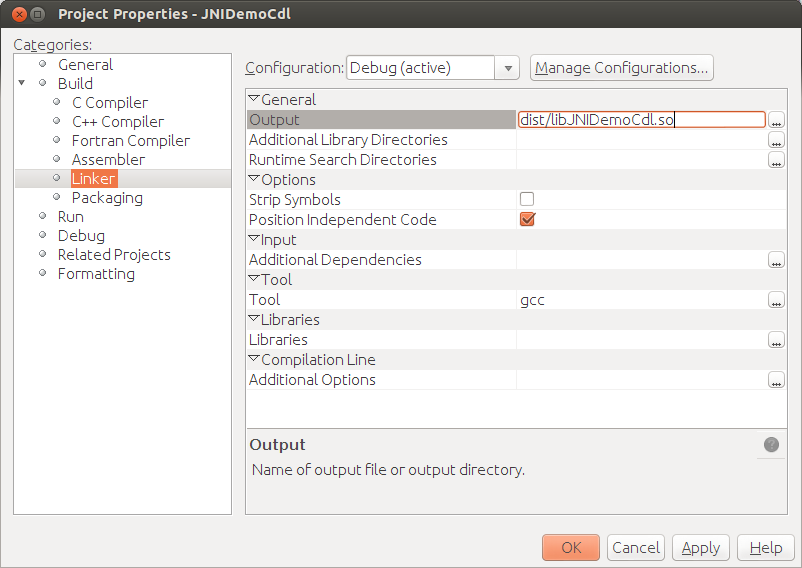 Project Properties - JNIDemoCdl
Categories:
General
Build
C Compiler
C++ Compiler
Fortran Compiler
Assembler
Linker
Packaging
Run
Debug
Related Projects
Formatting
Configuration: Debug (active) Manage Configurations...
General
Output dist/libJNIDemoCdl.so ...
Additional Library Directories ...
Runtime Search Directories ...
Options
Strip Symbols
Position Independent Code
Input
Additional Dependencies ...
Tool
Tool gcc ...
Libraries
Libraries ...
Compilation Line
Additional Options ...
Output ?
Name of output file or output directory.
OK Cancel Apply Help